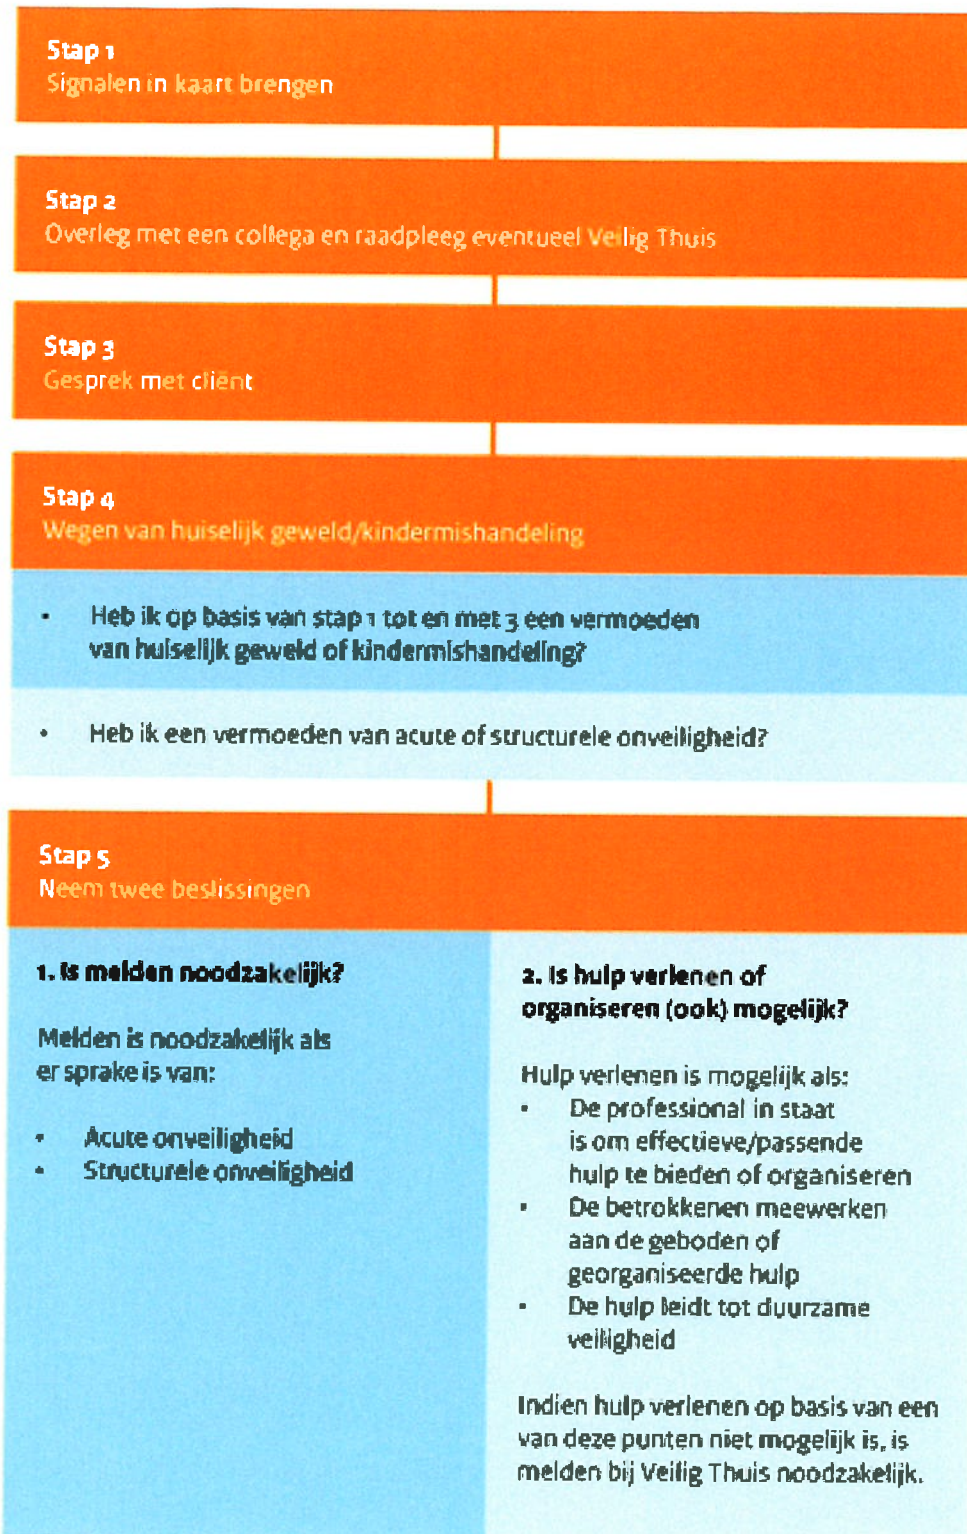 Stap 1
Signalen in kaart brengen
Stap 2
Overleg met een collega en raadpleeg eventueel Veilig Thuis
Stap 3
Gesprek met cliënt
Stap 4
Wegen van huiselijk geweld/kindermishandeling
• Heb ik op basis van stap 1 tot en met 3 een vermoeden
van huiselijk geweld of kindermishandeling?
• Heb ik een vermoeden van acute of structurele onveiligheid?
Stap 5
Neem twee beslissingen
1. Is melden noodzakelijk?
Melden is noodzakelijk als
er sprake is van:
• Acute onveiligheid
• Structurele onveiligheid
2. Is hulp verlenen of
organiseren (ook) mogelijk?
Hulp verlenen is mogelijk als:
• De professional in staat
is om effectieve/passende
hulp te bieden of organiseren
• De betrokkenen meewerken
aan de geboden of
georganiseerde hulp
• De hulp leidt tot duurzame
veiligheid
Indien hulp verlenen op basis van een
van deze punten niet mogelijk is, is
melden bij Veilig Thuis noodzakelijk.